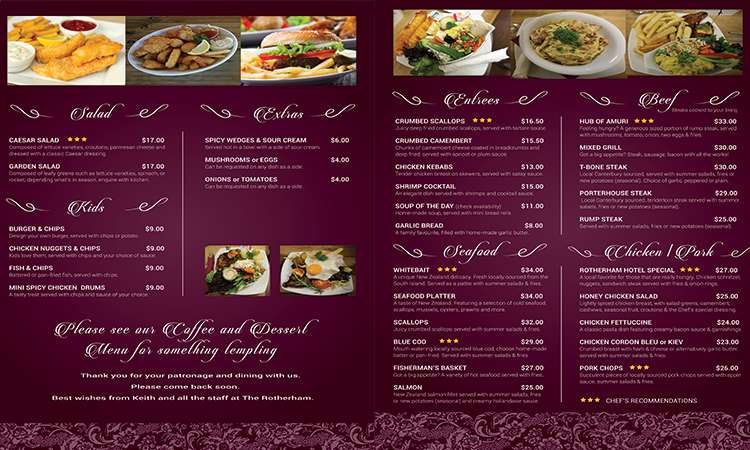 Salad
CAESAR SALAD $17.00
Composed of lettuce varieties, croutons, parmesan cheese and
dressed with a classic Caesar dressing.
GARDEN SALAD $17.00
Composed of leafy greens such as lettuce varieties, spinach, or
rocket, depending what's in season, enquire with kitchen.
Kids
BURGER & CHIPS $9.00
Design your own burger, served with chips or potato.
CHICKEN NUGGETS & CHIPS $9.00
Kids love them, served with chips and your choice of sauce.
FISH & CHIPS $9.00
Battered or pan-fried fish, served with chips.
MINI SPICY CHICKEN DRUMS $9.00
A tasty treat served with chips and sauce of your choice.
Extras
SPICY WEDGES & SOUR CREAM $6.00
Served hot in a bowl with a side of sour cream.
MUSHROOMS or EGGS $4.00
Can be requested on any dish as a side.
ONIONS or TOMATOES $4.00
Can be requested on any dish as a side.
Please see our Coffee and Dessert
Menu for something tempting
Thank you for your patronage and dining with us.
Please come back soon.
Best wishes from Keith and all the staff at The Rotherham.
Entrees
CRUMBED SCALLOPS $16.50
Juicy deep fried crumbed scallops, served with tartare sauce
CRUMBED CAMEMBERT $15.50
Chunks of camembert cheese coated in breadcrumbs and
deep fried. served with apricot or plum sauce
CHICKEN KEBABS $13.00
Tender chicken breast on skewers, served with satay sauce.
SHRIMP COCKTAIL $15.00
An elegant dish served with shrimp and cocktail sauce.
SOUP OF THE DAY (check availability) $11.00
Home-made soup, served with mini bread rolls
GARLIC BREAD $8.00
A family favourite, filled with home-made garlic butter.
Seafood
WHITEBAIT $34.00
A unique New Zealand delicacy. Fresh locally sourced from the
South Island. Served as a pattie with summer salads & fries.
SEAFOOD PLATTER $34.00
A taste of New Zealand. Featuring a selection of cold seafood:
scallops, mussels, oysters, prawns and more.
SCALLOPS $32.00
Juicy crumbed scallops served with summer salads & fries.
BLUE COD $29.00
Mouth-watering locally sourced blue cod, choose home-made
batter or pan-fried. Served with summer salads & fries.
FISHERMAN'S BASKET $27.00
Got a big appetite? A variety of hot seafood served with fries.
SALMON $25.00
New Zealand salmon fillet served with summer salads, fries
or new potatoes (seasonal) and creamy hollandaise sauce.
Beef
Steaks cooked to your liking
HUB OF AMURI $33.00
Feeling hungry? A generous sized portion of rump steak, served
with mushrooms, tomato, onion, two eggs & fries.
MIXED GRILL $30.00
Got a big appetite? Steak, sausage, bacon with all the works!
T-BONE STEAK $30.00
Local Canterbury sourced, served with summer salads, fries or
new potatoes (seasonal). Choice of garlic, peppered or plain.
PORTERHOUSE STEAK $29.00
Local Canterbury sourced, tenderloin steak served with summer
salads, fries or new potatoes (seasonal).
RUMP STEAK $25.00
Served with summer salads, fries or new potatoes (seasonal).
Chicken | Pork
ROTHERHAM HOTEL SPECIAL $27.00
A local favorite for those that are really hungry. Chicken schnitzel,
nuggets, sandwich steak served with fries & onion rings.
HONEY CHICKEN SALAD $25.00
Lightly spiced chicken breast, with salad greens, camembert,
cashews, seasonal fruit, croutons & the Chef's special dressing.
CHICKEN FETTUCCINE $24.00
A classic pasta dish featuring creamy bacon sauce & garnishings
CHICKEN CORDON BLEU or KIEV $23.00
Crumbed breast with ham & cheese or alternatively garlic butter.
served with summer salads & fries.
PORK CHOPS $25.00
Succulent pieces of locally sourced pork chops served with apple
sauce, summer salads & fries.
CHEF'S RECOMMENDATIONS